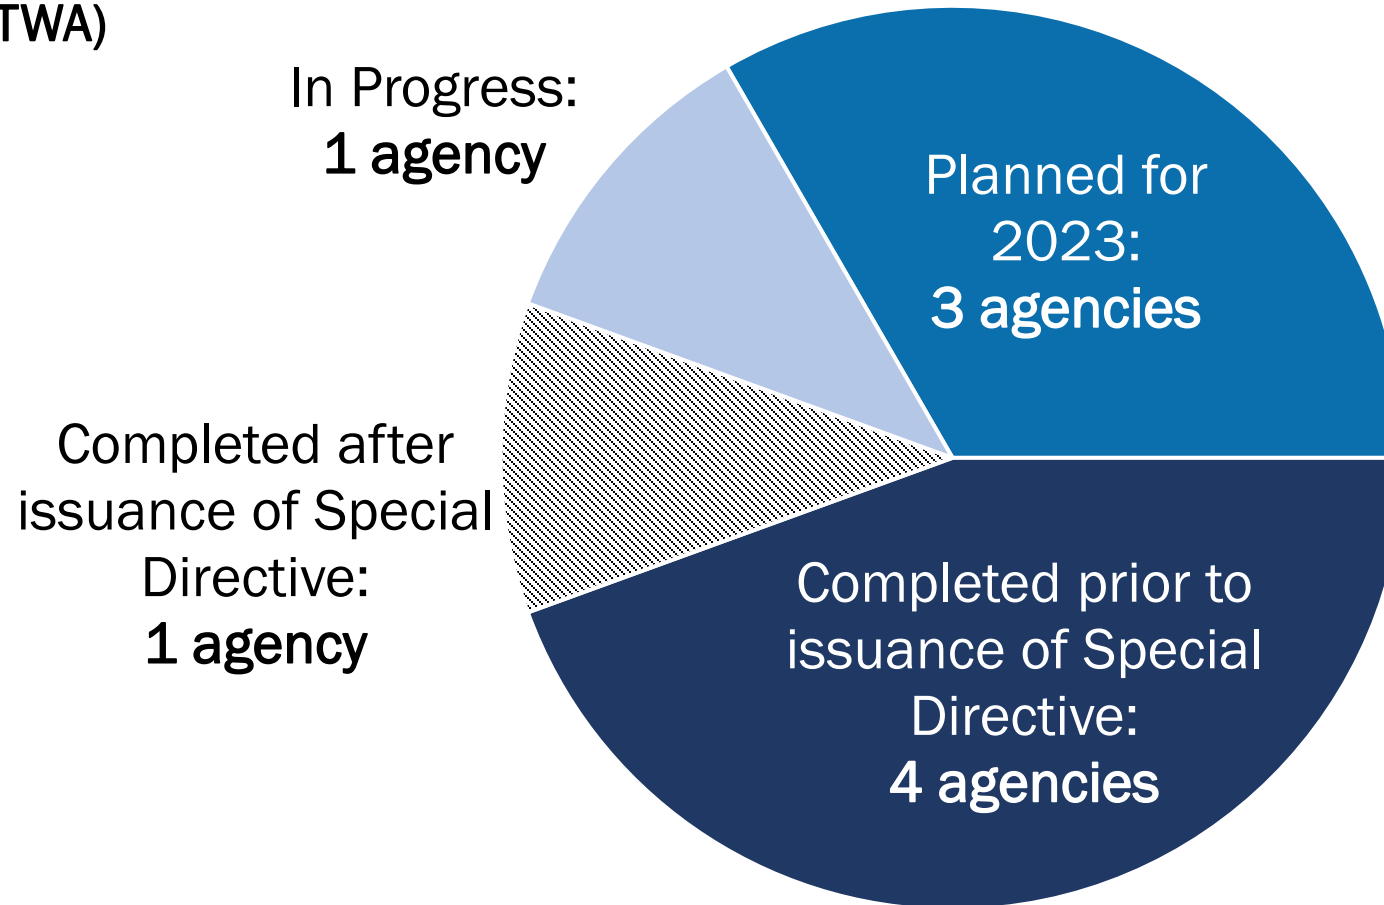 TWA)
In Progress:
1 agency
Planned for
2023:
3 agencies
Completed after
issuance of Special
Directive:
1 agency
Completed prior to
issuance of Special
Directive:
4 agencies